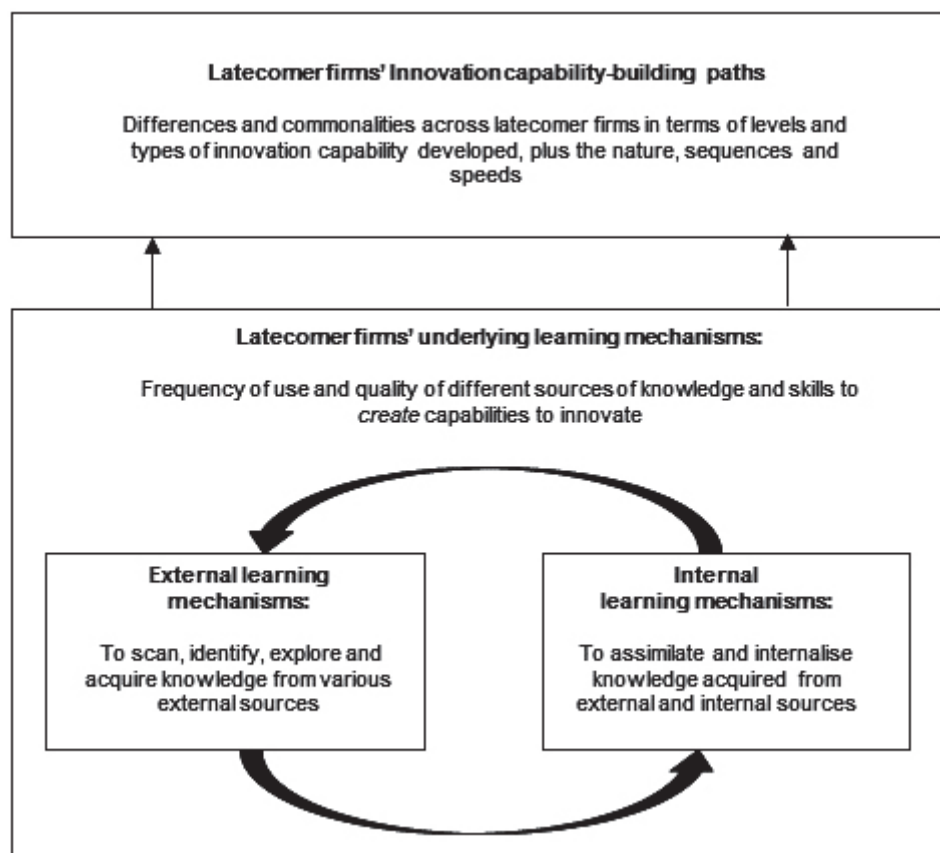 Latecomer firms' Innovation capability-building paths
Differences and commonalities across latecomer firms in terms of levels and
types of innovation capability developed, plus the nature, sequences and
speeds
Latecomer firms' underlying learning mechanisms:
Frequency of use and quality of different sources of knowledge and skills to
create capabilities to innovate
External learning
mechanisms:
To scan, identify, explore and
acquire knowledge from various
external sources
Internal
learning mechanisms:
To assimilate and internalise
knowledge acquired from
external and internal sources